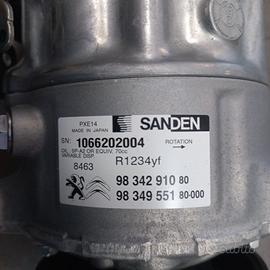 PXE14
MADE IN JAPAN
SANDEN
SN: 1066202004
ROTATION
OIL SP-A2 OR EQUIV. 70cc
VARIABLE DISP.
8463
R1234yf
98 342 910 80
98 349 551 80-000